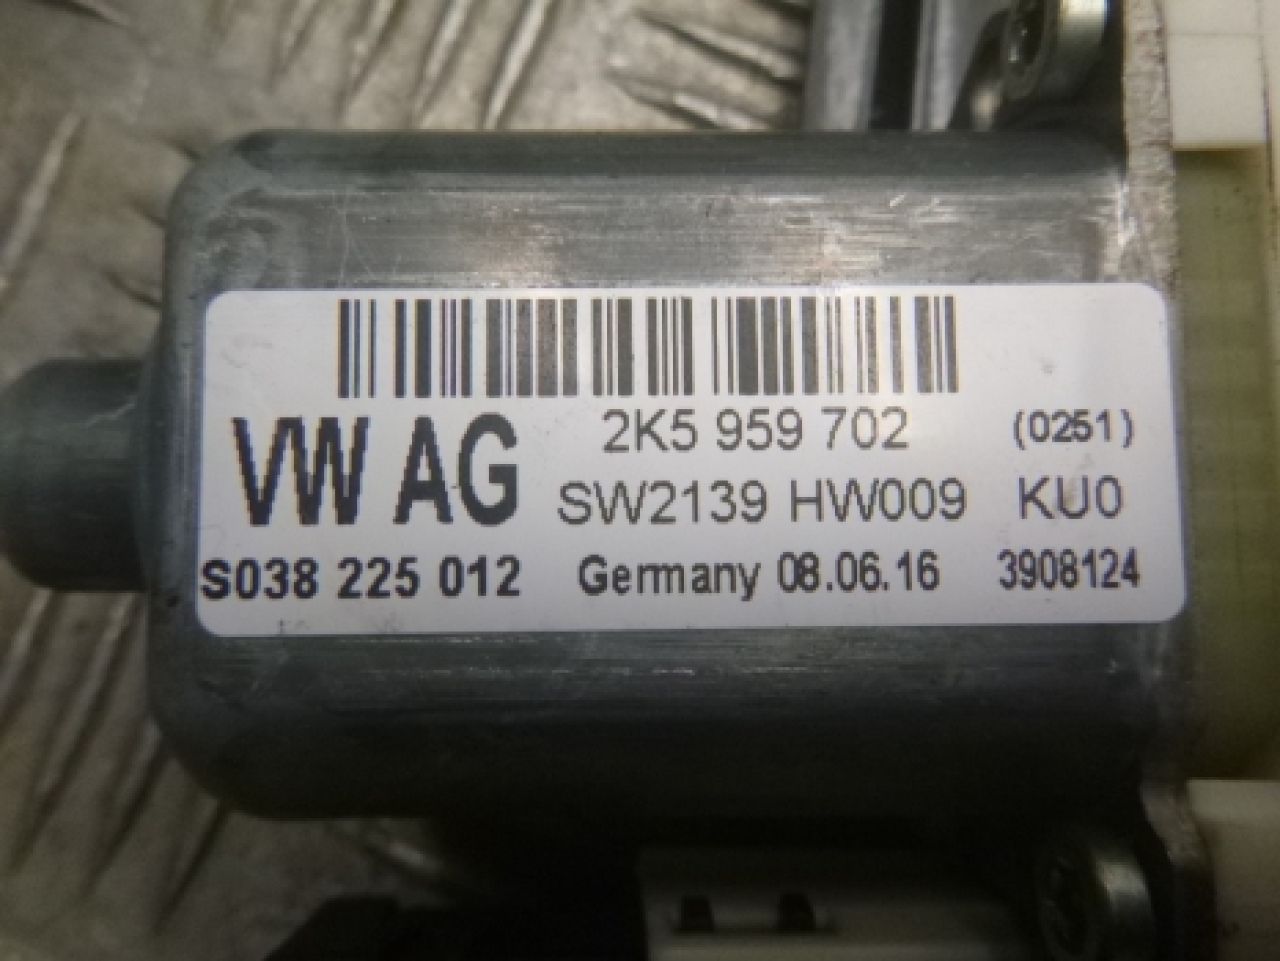 2K5 959 702 (0251)
VW AG SW2139 HW009 KU0
S038 225 012 Germany 08.06.16 3908124